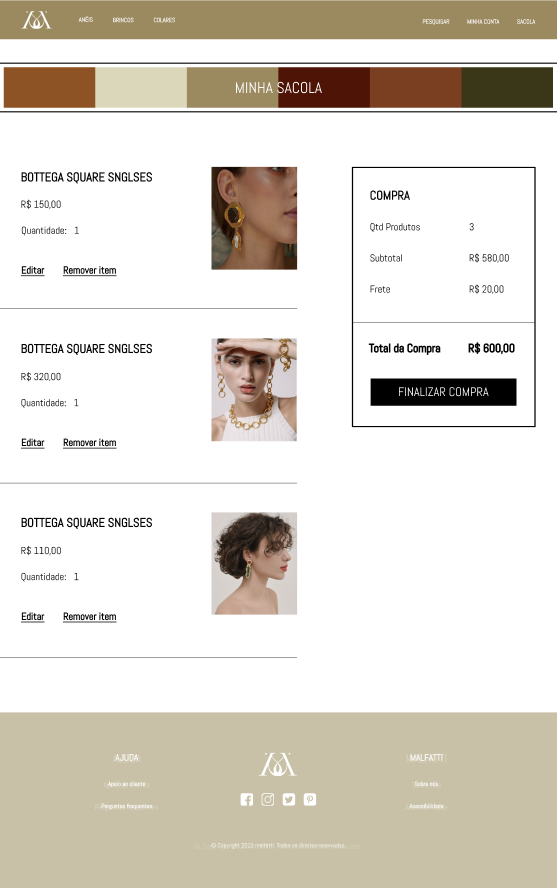 ANÉIS BRINCOS COLARES PESQUISAR MINHA CONTA SACOLA
MINHA SACOLA
BOTTEGA SQUARE SNGLSES
R$ 150,00
Quantidade: 1
Editar Remover item
BOTTEGA SQUARE SNGLSES
R$ 320,00
Quantidade: 1
Editar Remover item
BOTTEGA SQUARE SNGLSES
R$ 110,00
Quantidade: 1
Editar Remover item
COMPRA
Qtd Produtos 3
Subtotal R$ 580,00
Frete R$ 20,00
Total da Compra R$ 600,00
FINALIZAR COMPRA
AJUDA
Apoio ao cliente
Perguntas frequentes
MALFATTI
Sobre nós
Acessibilidade
© Copyright 2023 malfatti. Todos os direitos reservados.